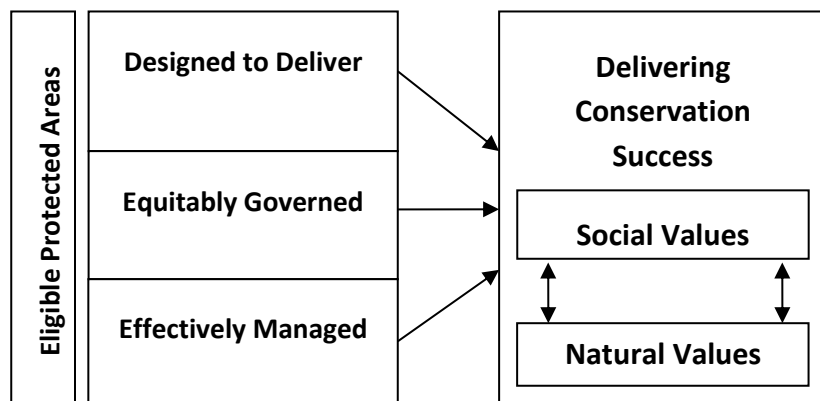 Eligible Protected Areas
Designed to Deliver
Equitably Governed
Effectively Managed
Delivering
Conservation
Success
Social Values
Natural Values